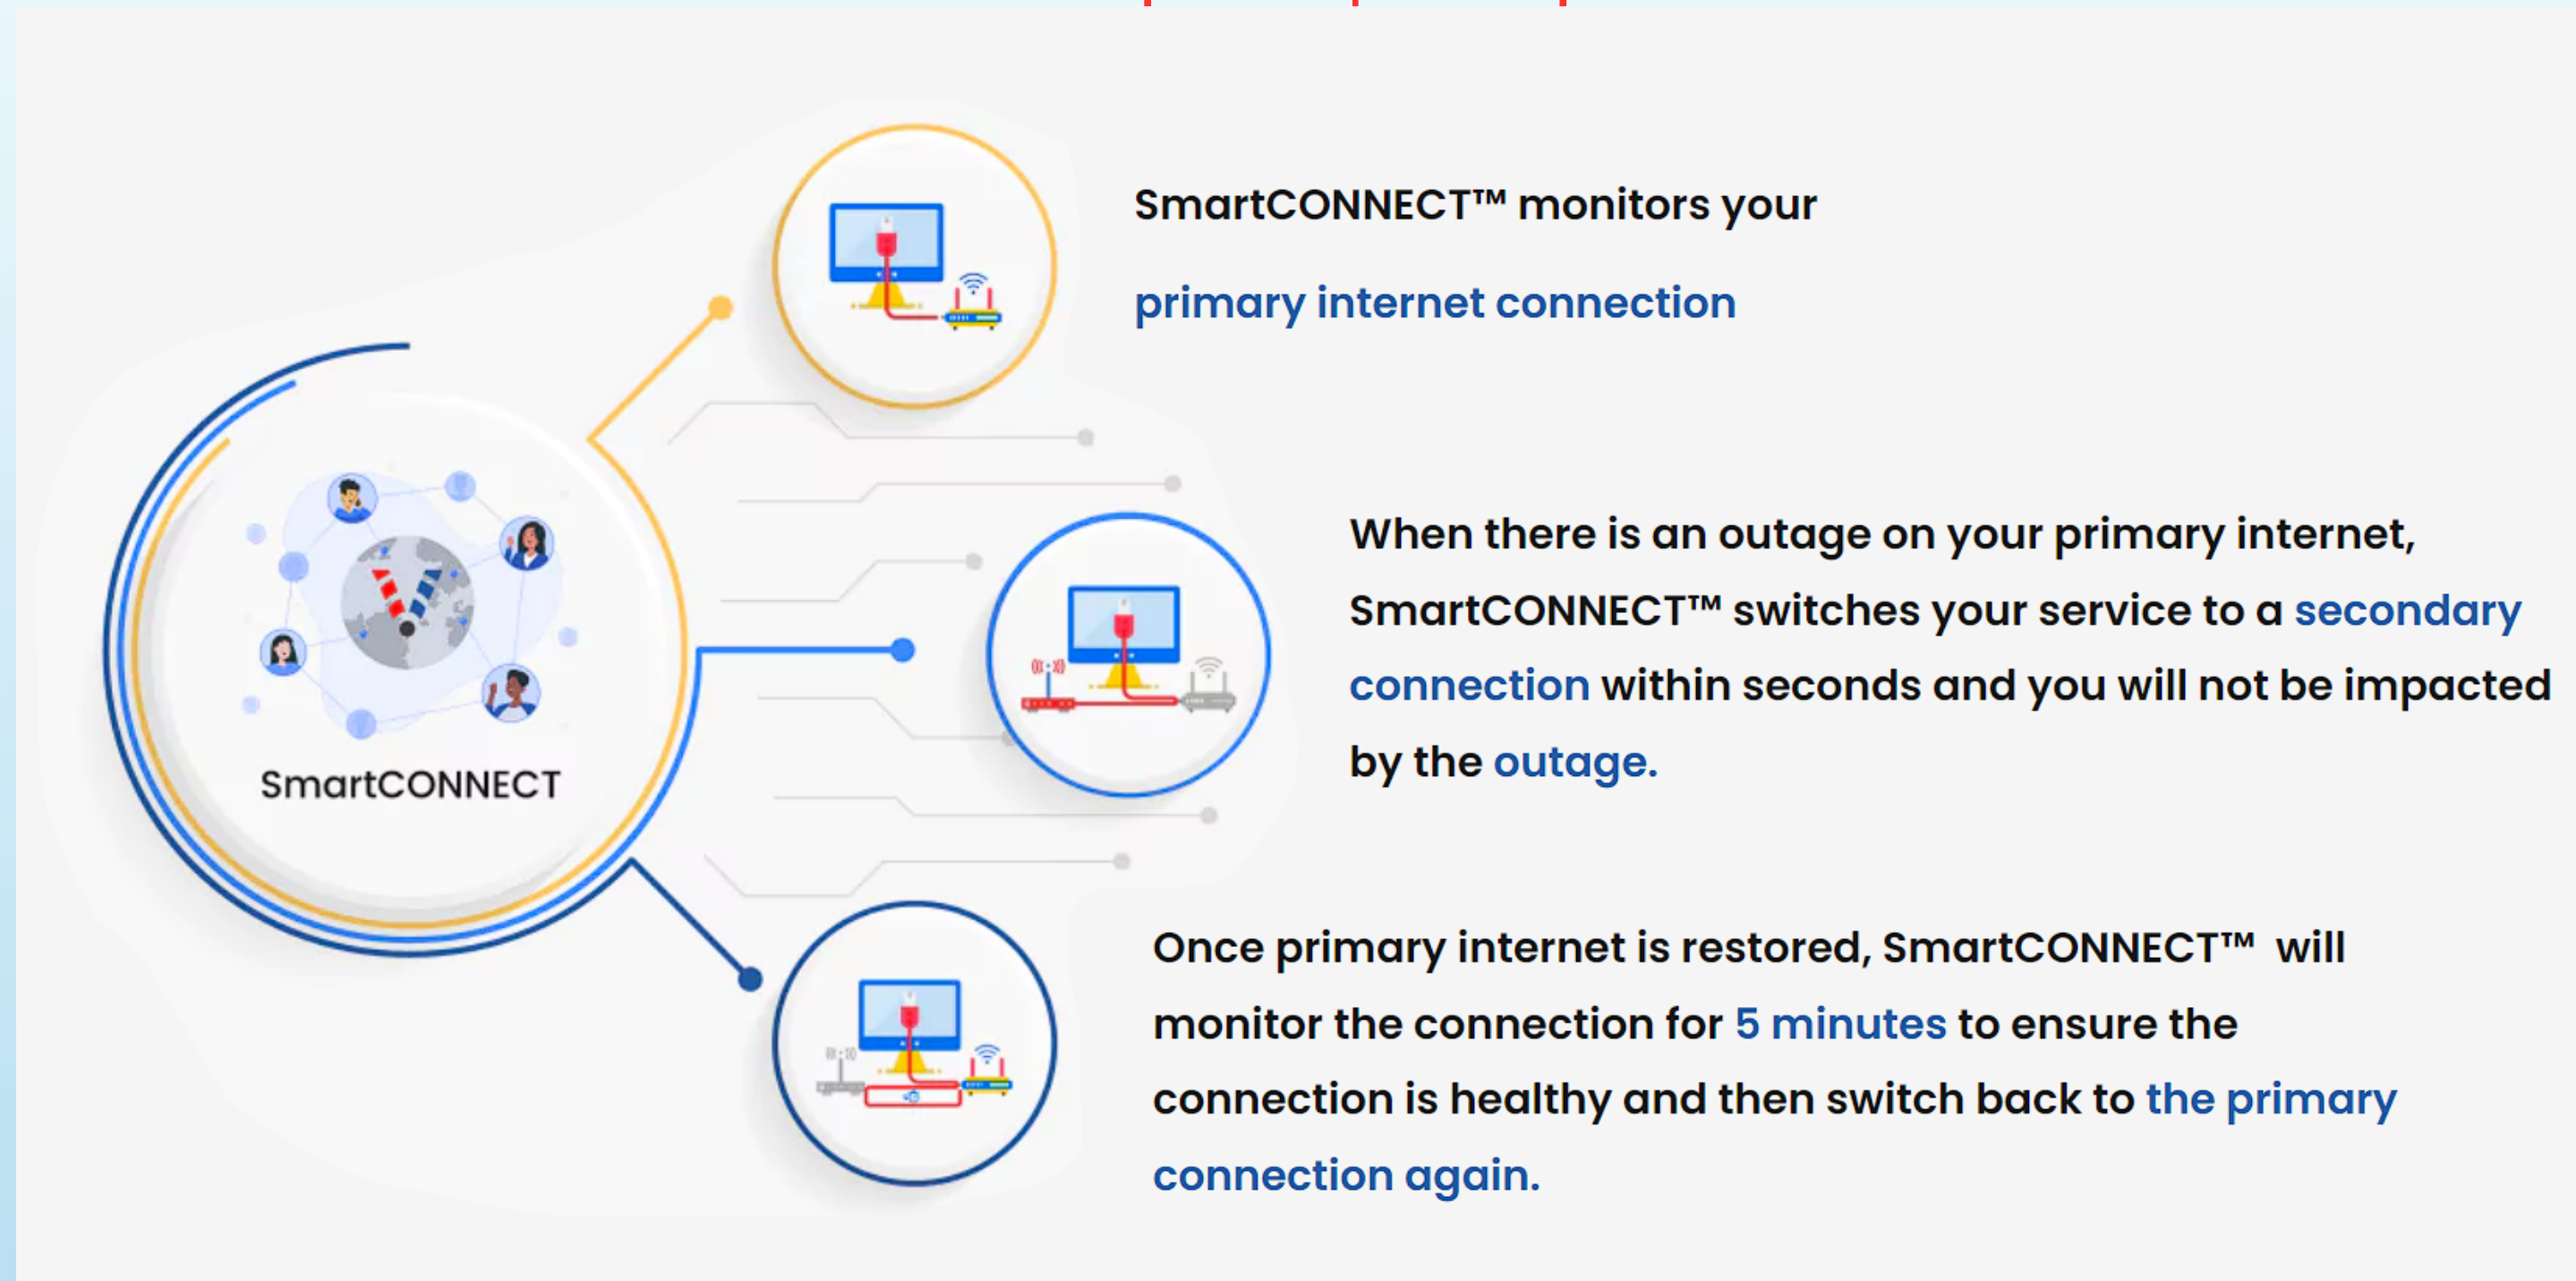 SmartCONNECT™ monitors your
primary internet connection
When there is an outage on your primary internet,
SmartCONNECT™ switches your service to a secondary
connection within seconds and you will not be impacted
by the outage.
SmartCONNECT
Once primary internet is restored, SmartCONNECT™ will
monitor the connection for 5 minutes to ensure the
connection is healthy and then switch back to the primary
connection again.